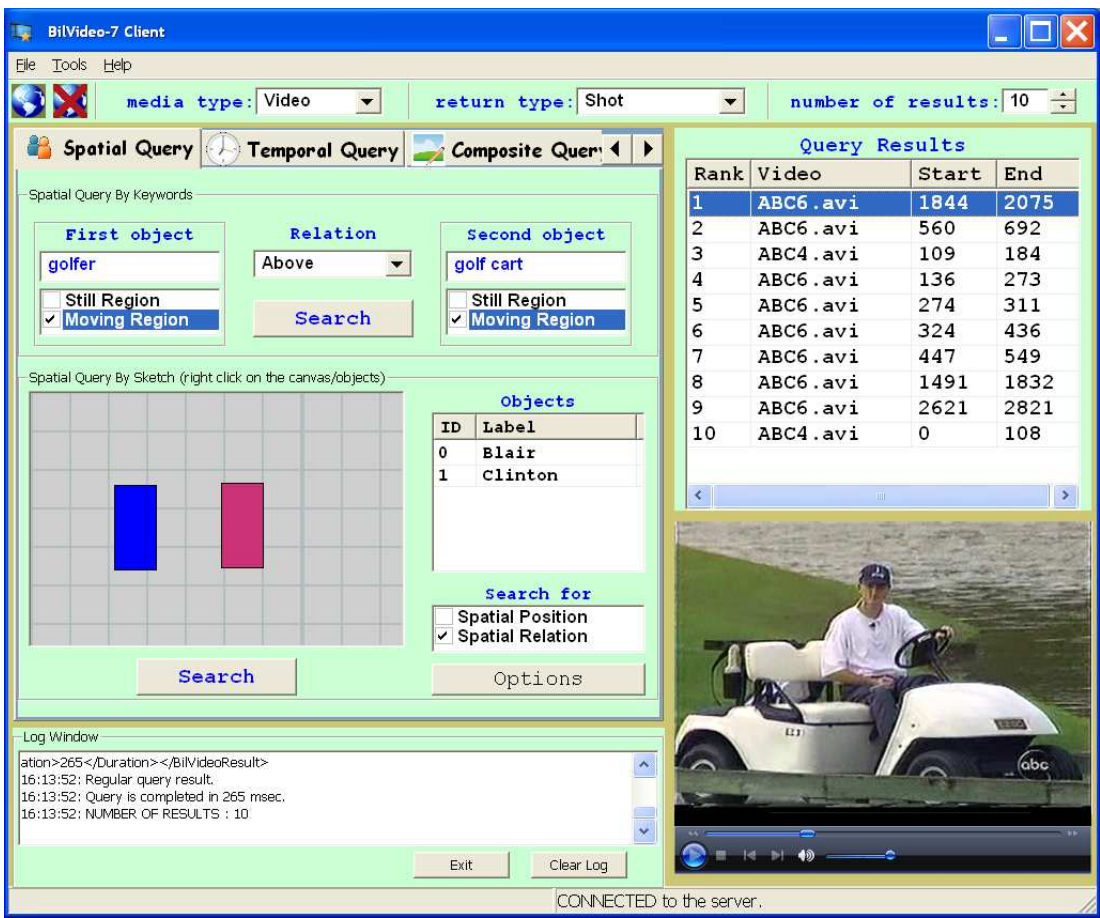 BilVideo-7 Client
File Tools Help
media type: Video return type: Shot number of results: 10
Spatial Query Temporal Query Composite Quer
Spatial Query By Keywords
First object Relation Second object
golfer Above golf cart
Still Region Still Region
Moving Region Search Moving Region
Spatial Query By Sketch (right click on the canvas/objects)
Objects
ID Label
0 Blair
1 Clinton
Search for
Spatial Position
Spatial Relation
Search Options
Log Window
ation>265</Duration></BilVideoResult>
16:13:52: Regular query result.
16:13:52: Query is completed in 265 msec.
16:13:52: NUMBER OF RESULTS : 10
Exit Clear Log
Query Results
Rank Video Start End
1 ABC6.avi 1844 2075
2 ABC6.avi 560 692
3 ABC4.avi 109 184
4 ABC6.avi 136 273
5 ABC6.avi 274 311
6 ABC6.avi 324 436
7 ABC6.avi 447 549
8 ABC6.avi 1491 1832
9 ABC6.avi 2621 2821
10 ABC4.avi 0 108
abc
CONNECTED to the server.